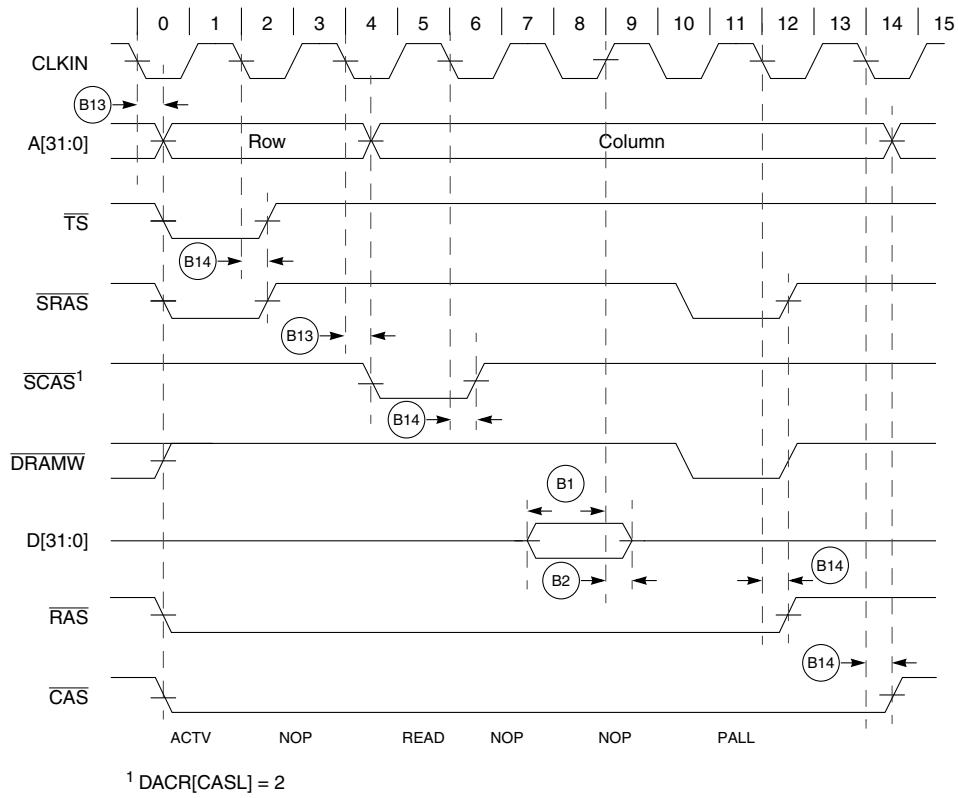 0 1 2 3 4 5 6 7 8 9 10 11 12 13 14 15
CLKIN
B13
A[31:0] Row Column
TS
B14
SRAS
B13
SCAS¹
B14
DRAMW
B1
D[31:0]
B2 B14
RAS
B14
CAS
ACTV NOP READ NOP NOP PALL
¹ DACR[CASL] = 2